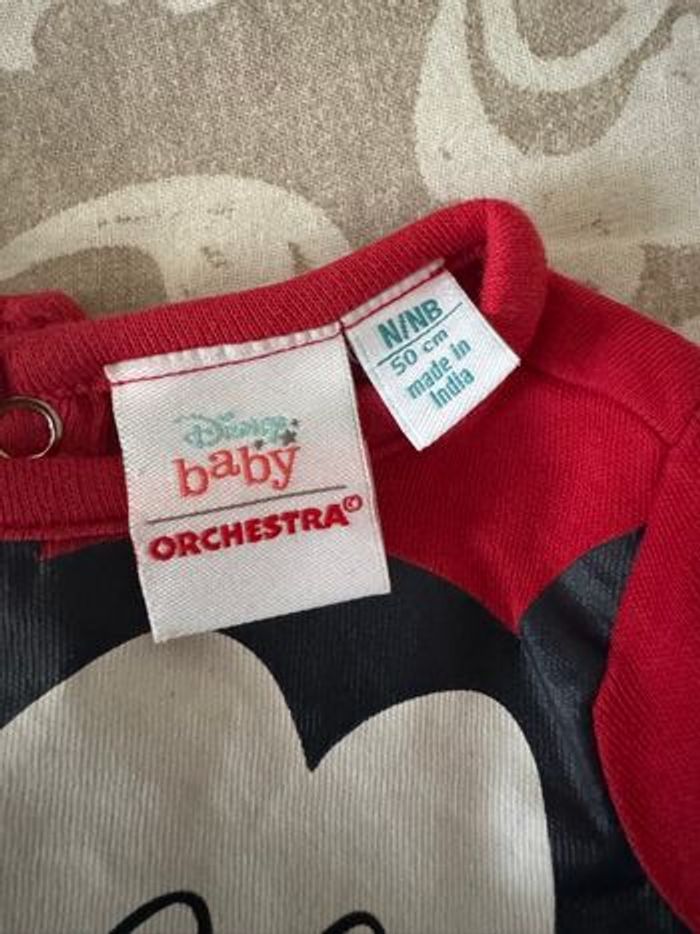 Disney
baby
ORCHESTRA©
N/NB
50 cm
made in
India